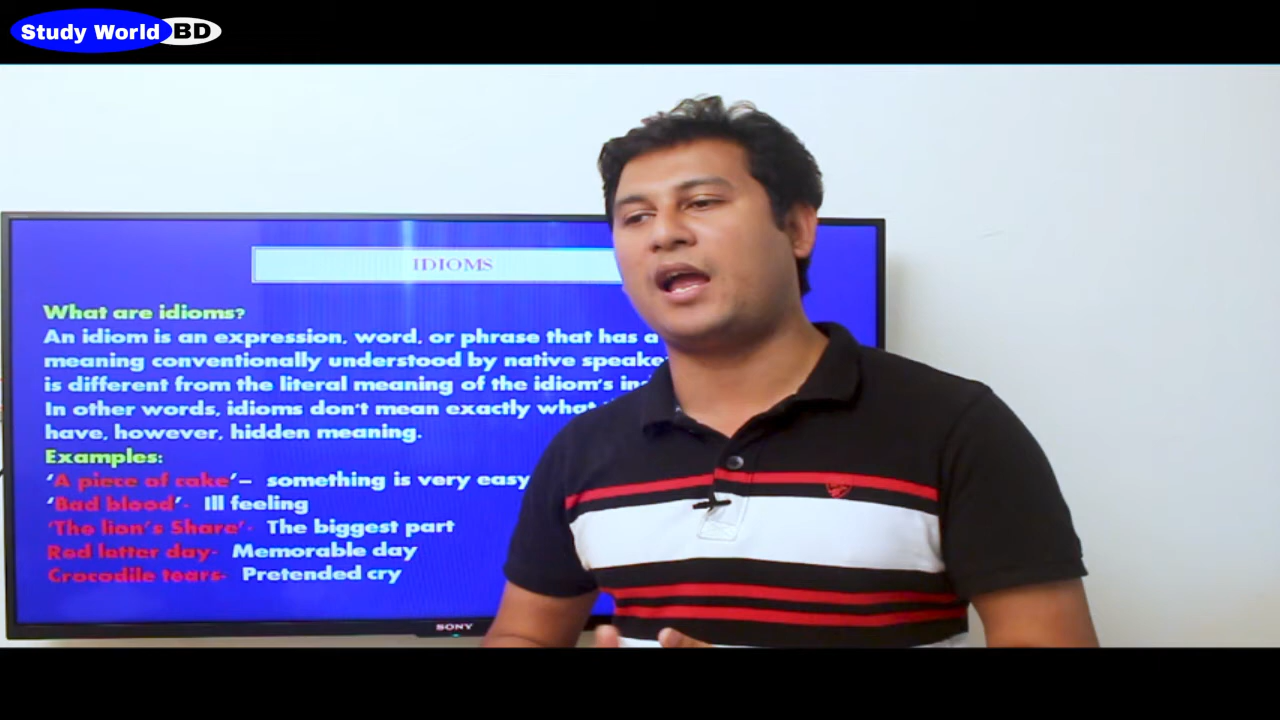 Study World BD
IDIOMS
What are idioms?
An idiom is an expression, word, or phrase that has a
meaning conventionally understood by native
is different from the literal meaning of the idiom's
In other words, idioms don't mean exactly
have, however, hidden meaning.
Examples:
'A piece of cake'– something is very easy
'Bad blood'- Ill feeling
'The lion's Share'- The biggest part
Red latter day- Memorable day
Crocodile tears- Pretended cry
SONY